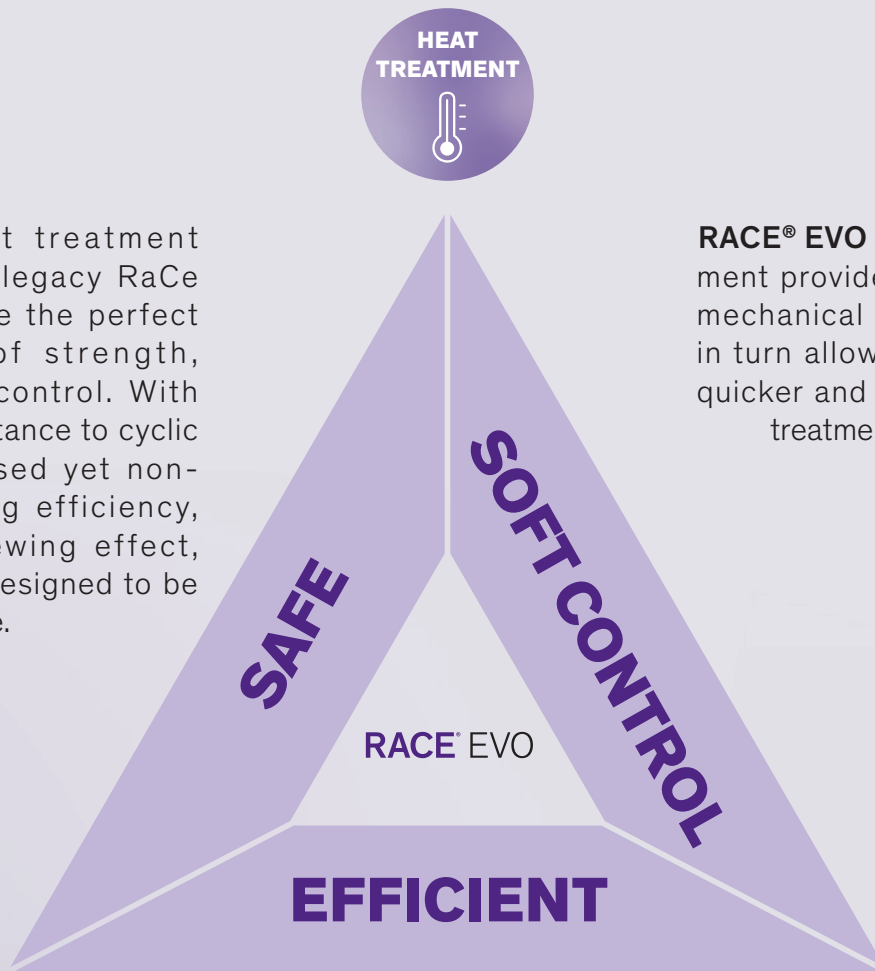 HEAT
TREATMENT
t treatment
legacy RaCe
e the perfect
of strength,
control. With
tance to cyclic
sed yet non-
g efficiency,
ewing effect,
esigned to be
e.
RACE® EVO
ment provide
mechanical
in turn allow
quicker and
treatme
SAFE
SOFT CONTROL
RACE® EVO
EFFICIENT